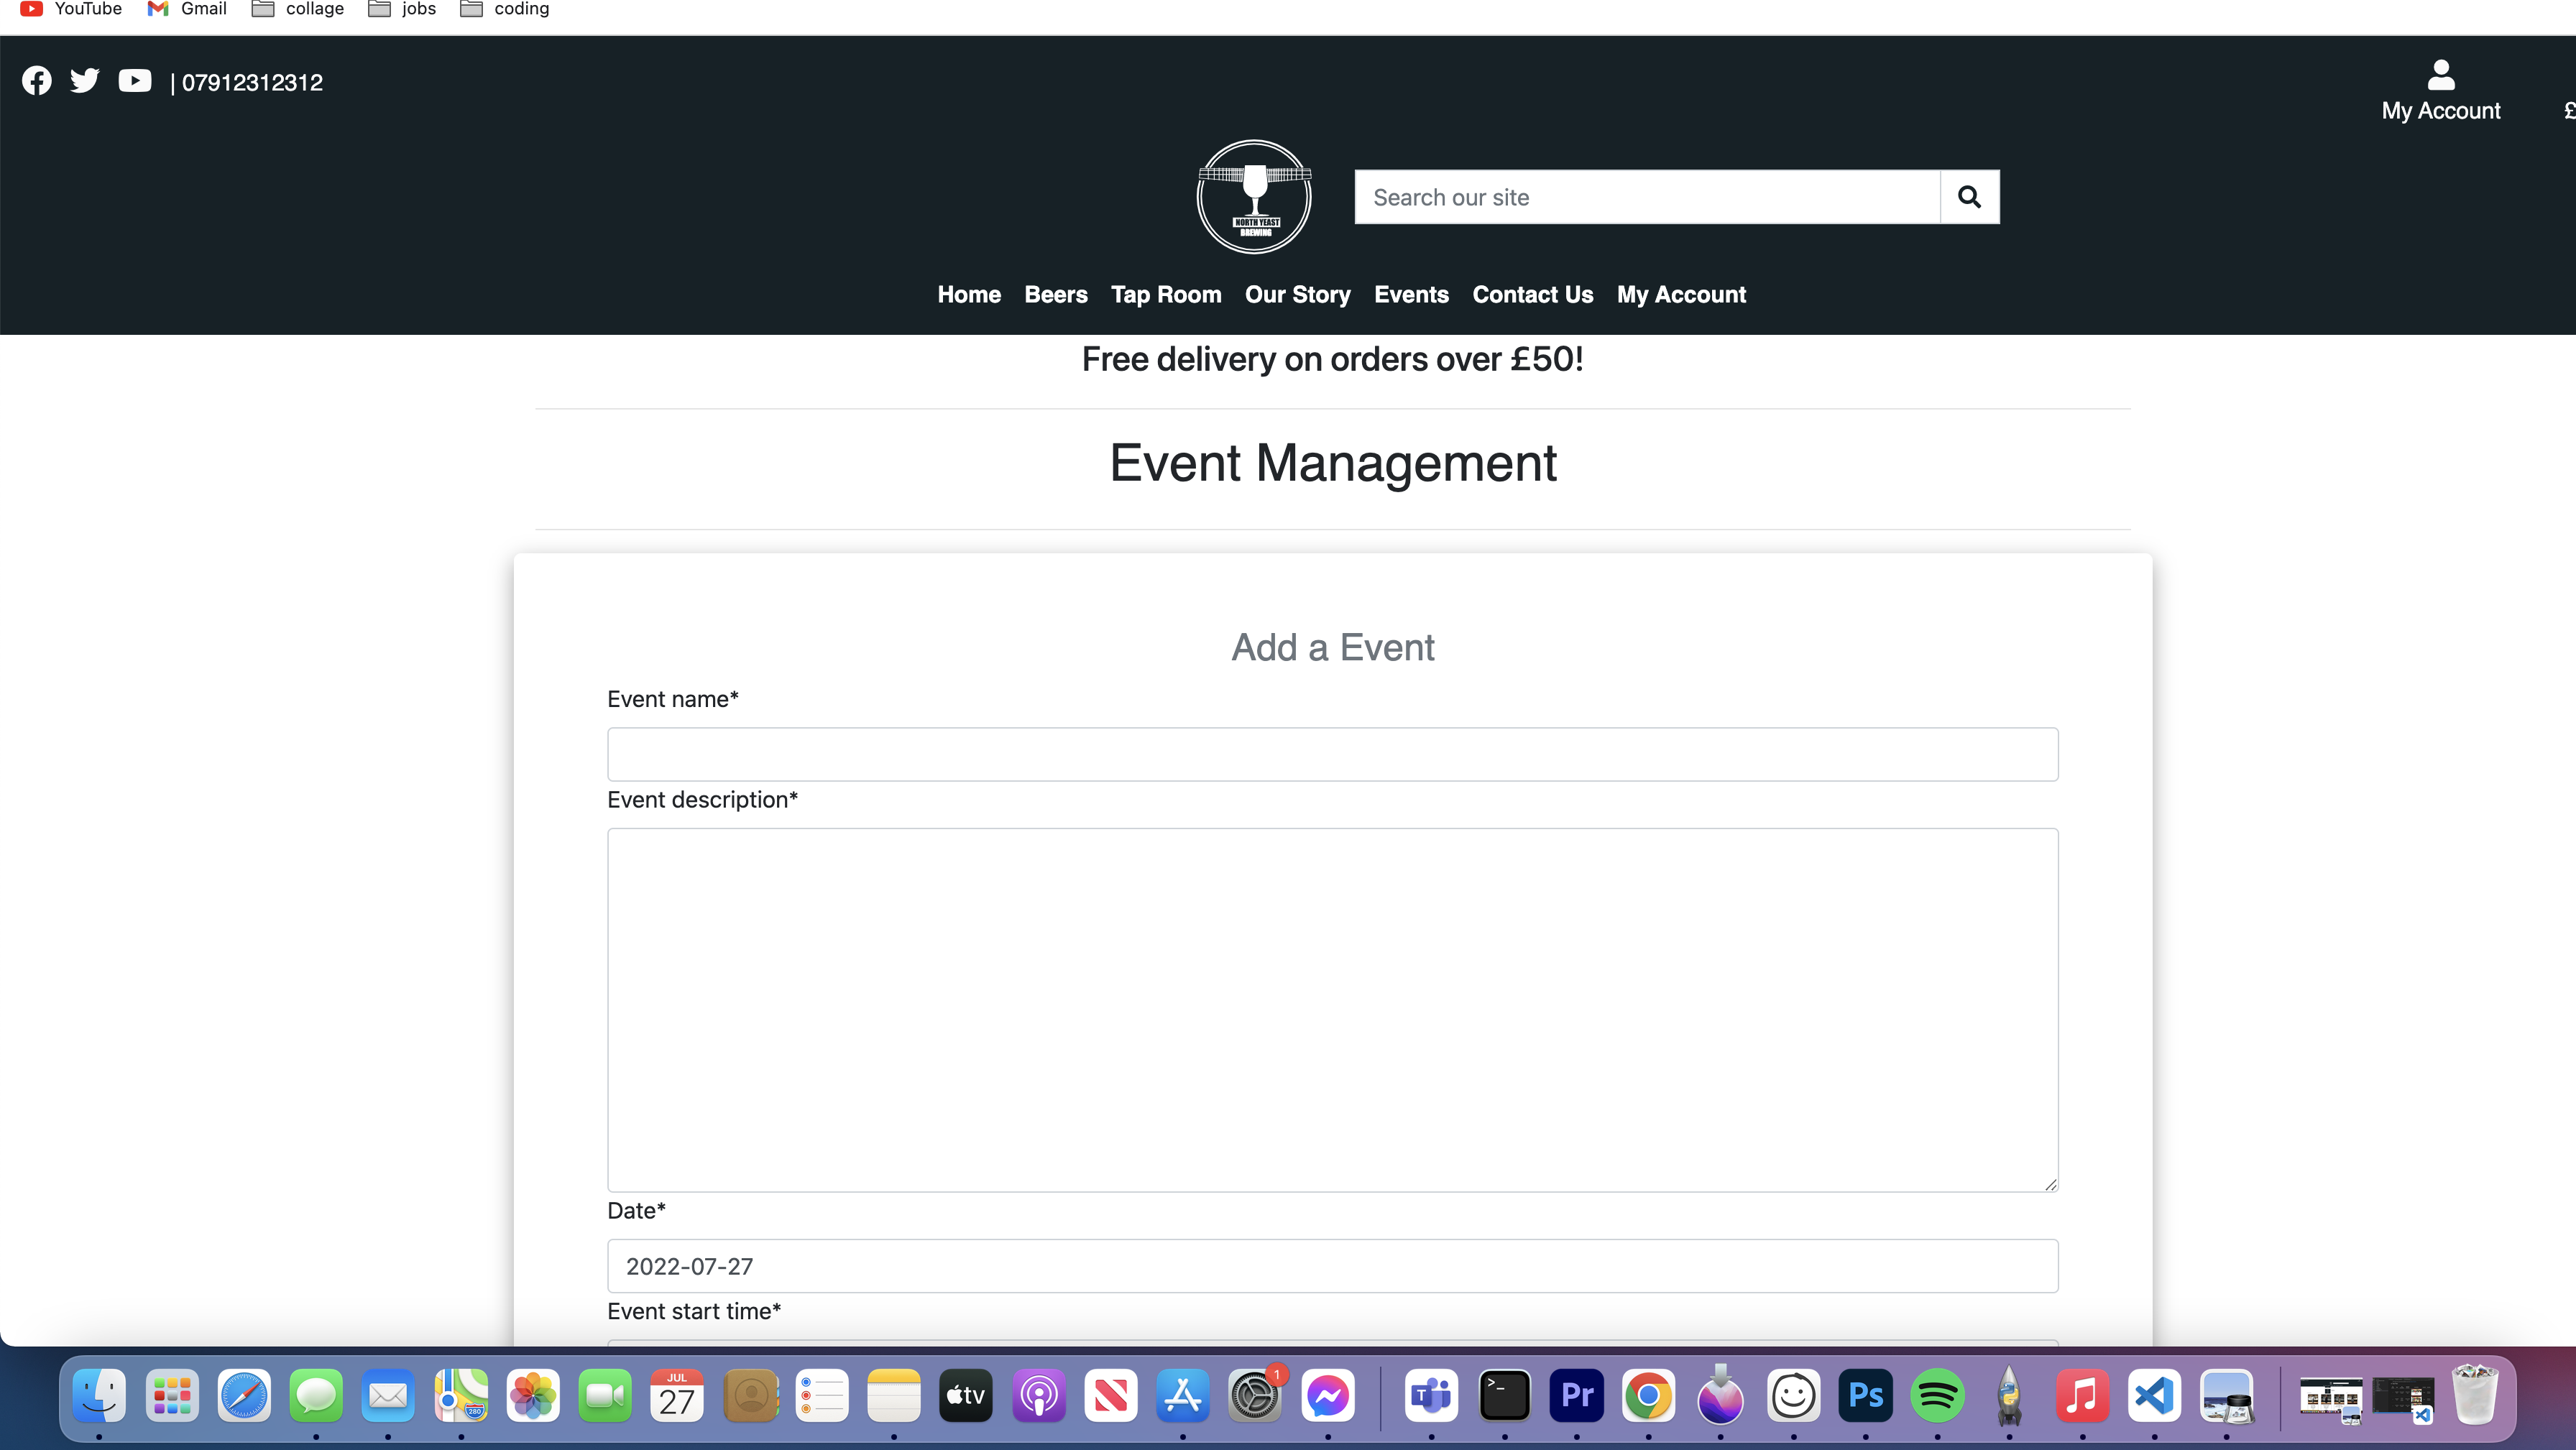 YouTube Gmail collage jobs coding
| 07912312312
My Account
£
NORTH YEAST
BREWING
Search our site
Home Beers Tap Room Our Story Events Contact Us My Account
Free delivery on orders over £50!
Event Management
Add a Event
Event name*
Event description*
Date*
2022-07-27
Event start time*
JUL
27
280
tv
1
T
>_
Pr
Ps